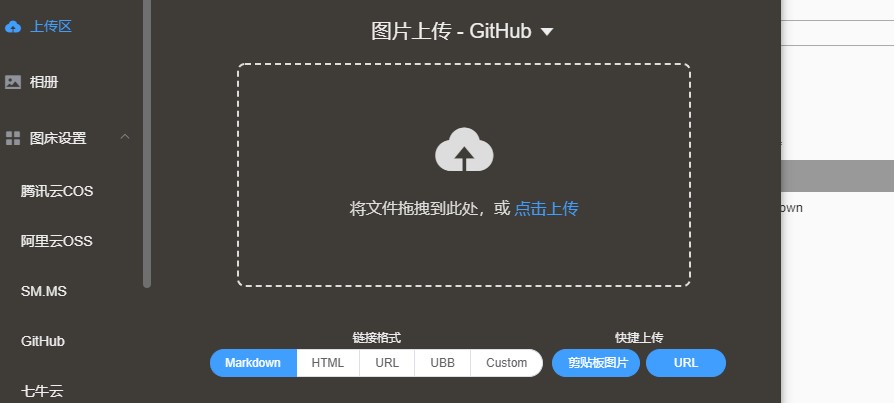 上传区
相册
图床设置
腾讯云COS
阿里云OSS
SM.MS
GitHub
七牛云
图片上传 - GitHub
将文件拖拽到此处，或 点击上传
链接格式
Markdown HTML URL UBB Custom
快捷上传
剪贴板图片 URL
own